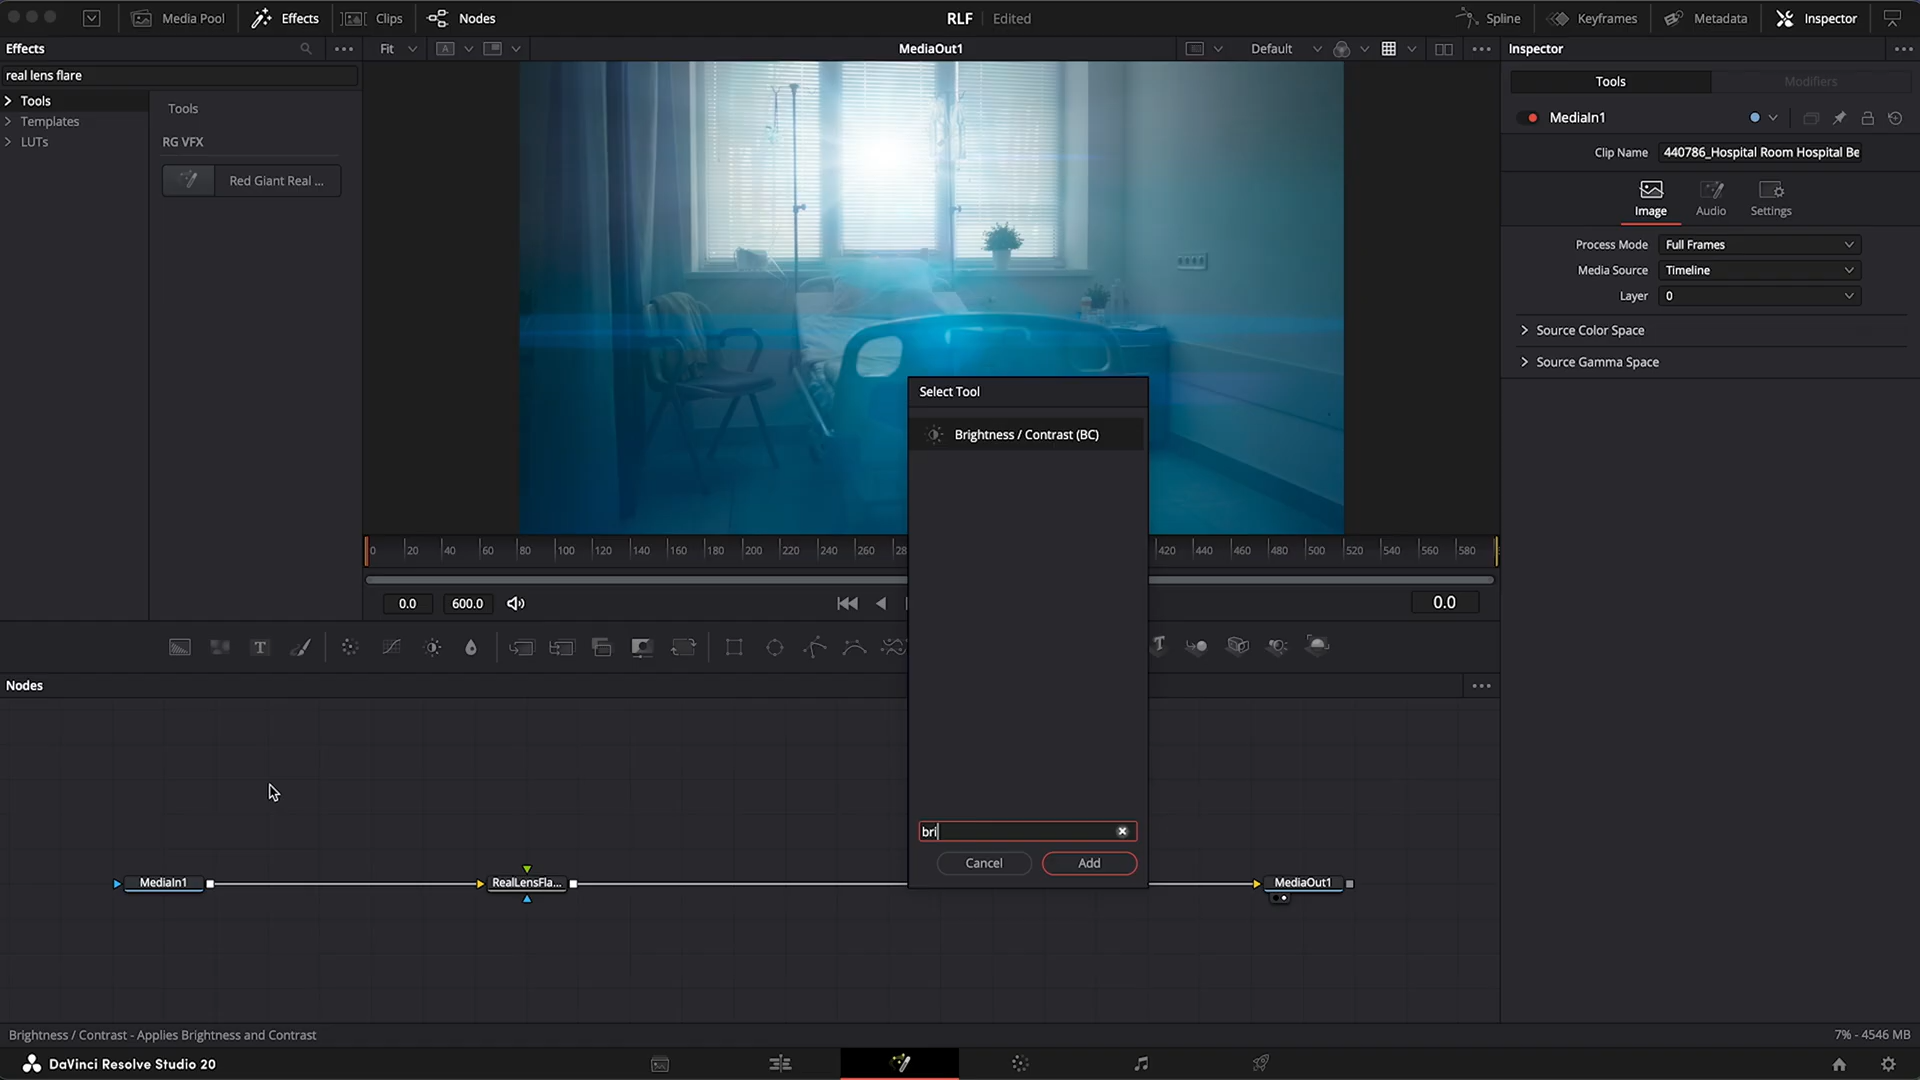 Media Pool
Effects
Clips
Nodes
RLF
Edited
Spline
Keyframes
Metadata
Inspector
Effects
Fit
A
MediaOut1
Default
Inspector
real lens flare
Tools
Templates
LUTs
Tools
RG VFX
Red Giant Real ...
Tools
Modifiers
MediaIn1
Clip Name
440786_Hospital Room Hospital Be
Image
Audio
Settings
Process Mode
Full Frames
Media Source
Timeline
Layer
0
Source Color Space
Source Gamma Space
Select Tool
Brightness / Contrast (BC)
0 20 40 60 80 100 120 140 160 180 200 220 240 260 28 420 440 460 480 500 520 540 560 580
0.0
600.0
0.0
T
T
Nodes
bri
Cancel
Add
MediaIn1
RealLensFla...
MediaOut1
Brightness / Contrast - Applies Brightness and Contrast
7% - 4546 MB
DaVinci Resolve Studio 20